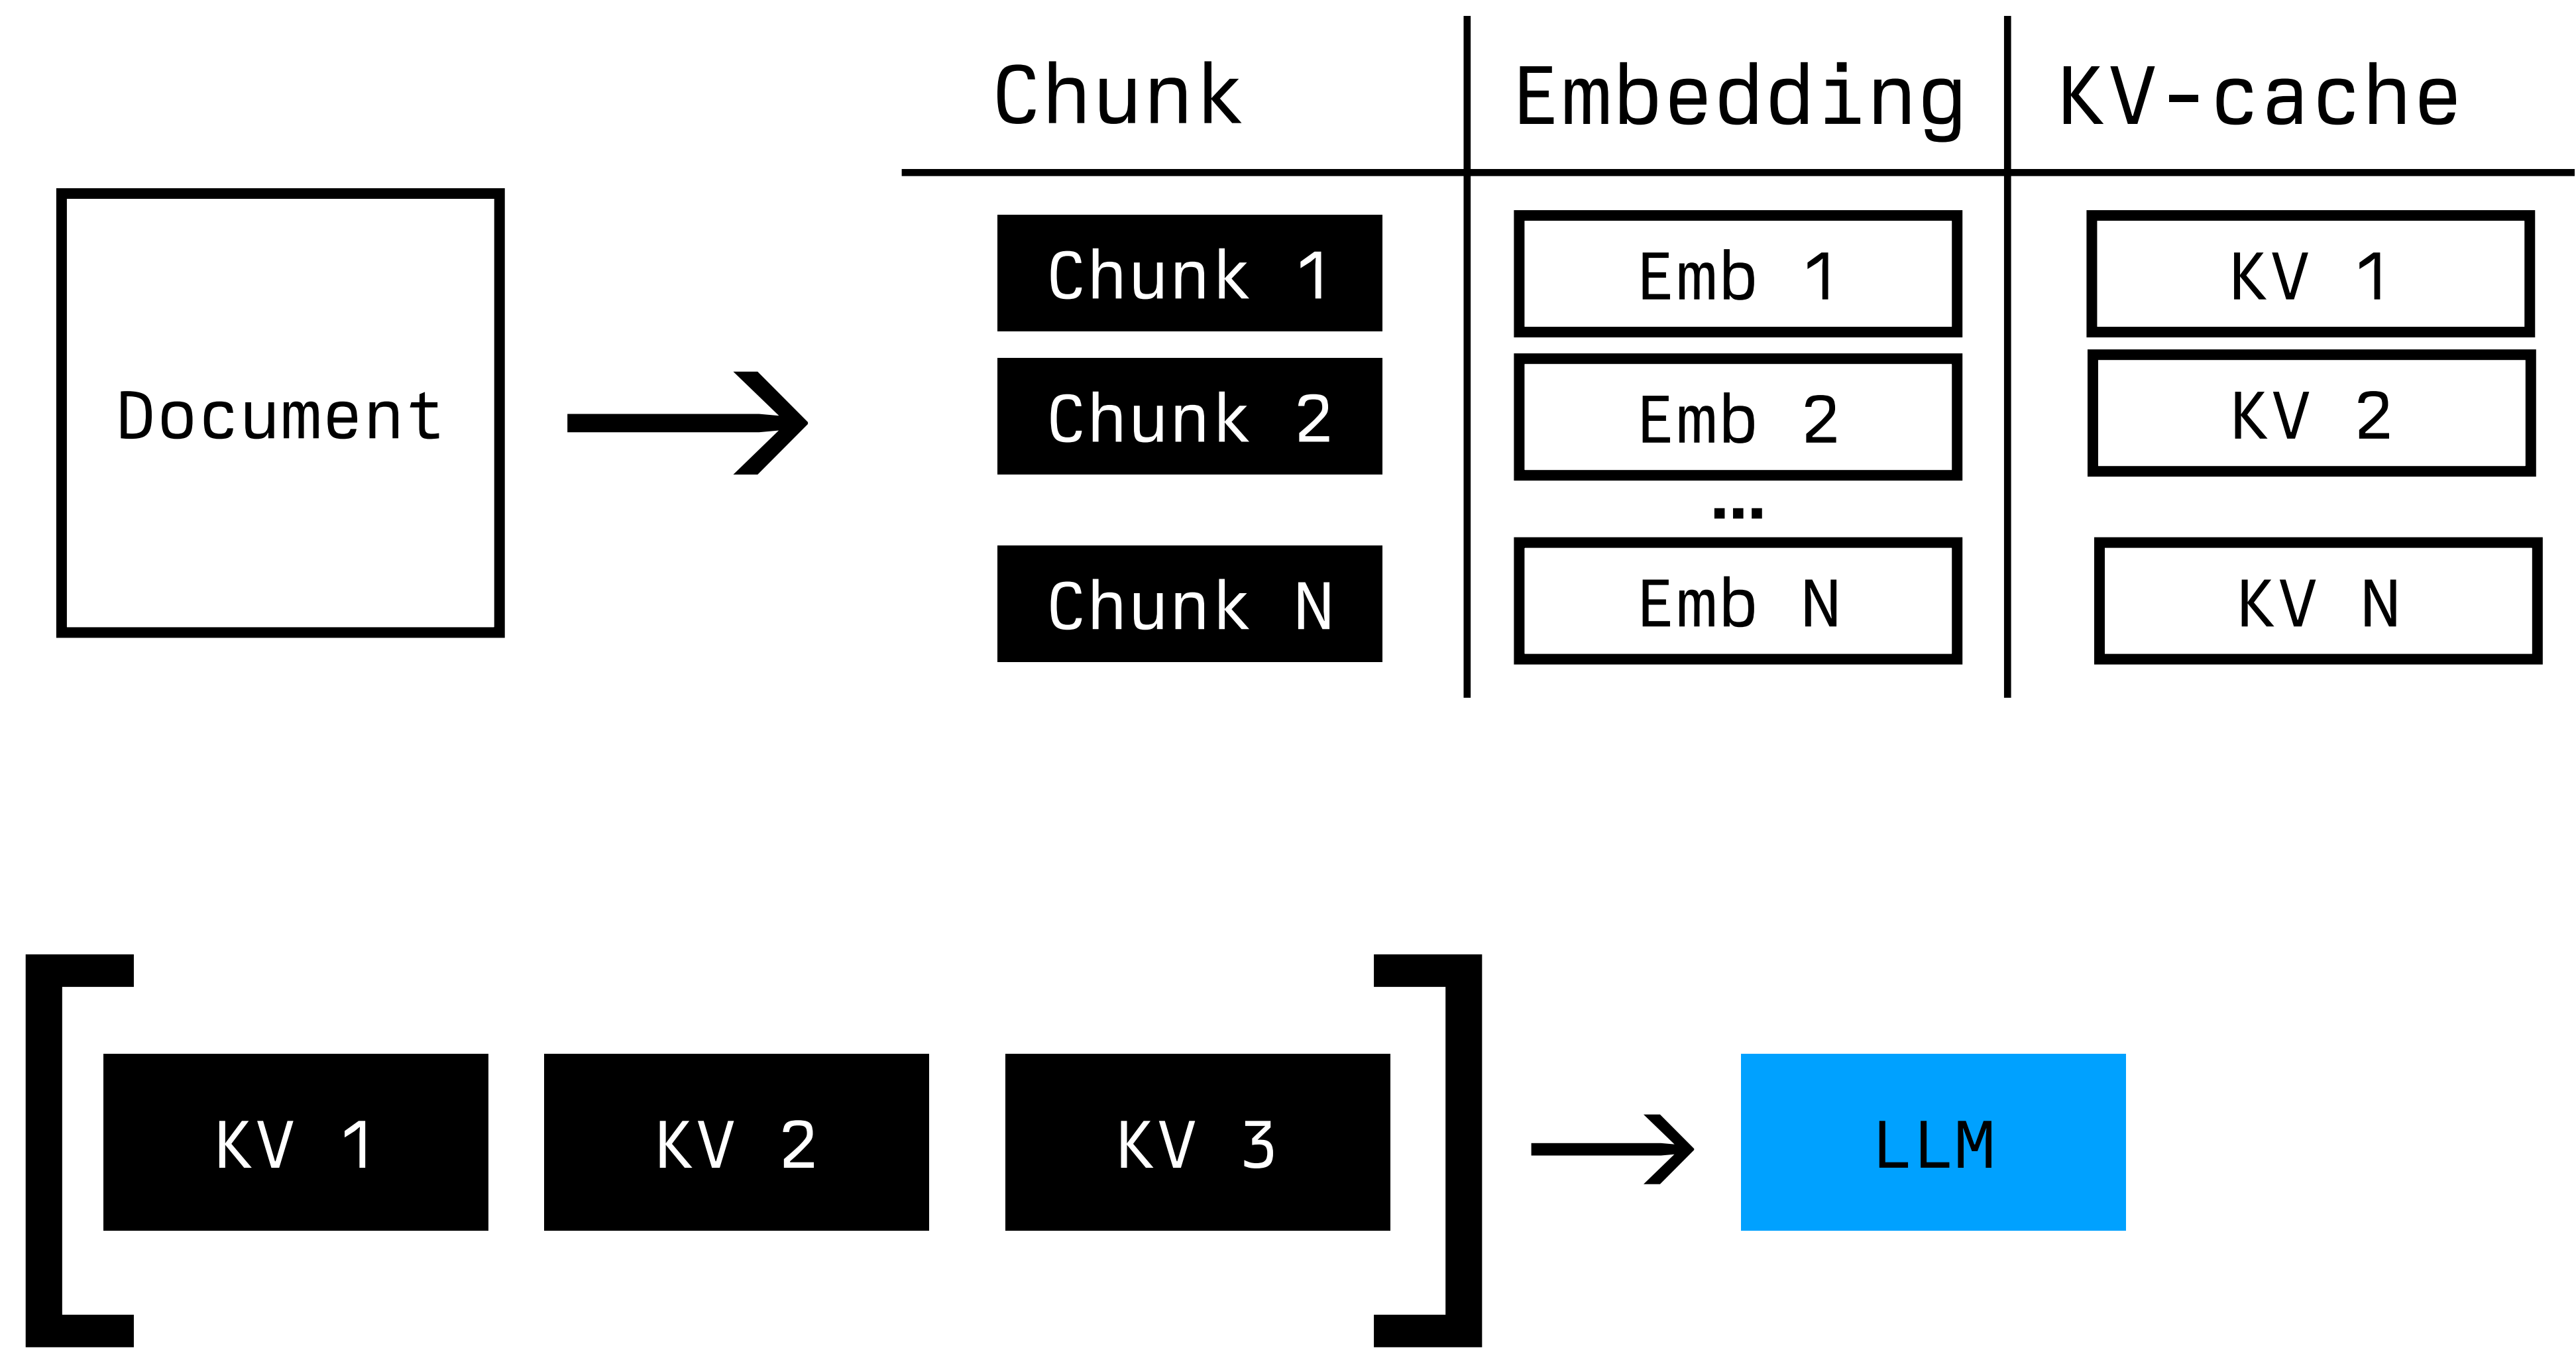 Chunk Embedding KV-cache
Document
Chunk 1 Emb 1 KV 1
Chunk 2 Emb 2 KV 2
…
Chunk N Emb N KV N
KV 1 KV 2 KV 3 LLM